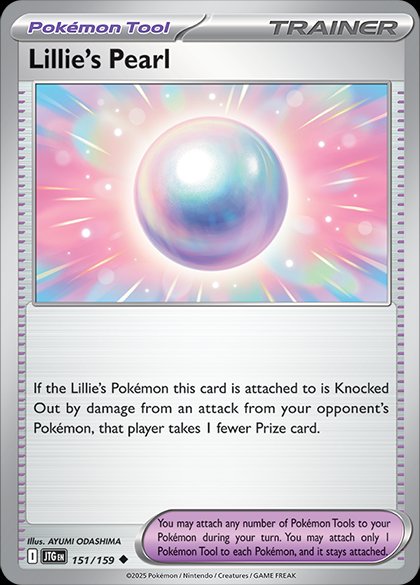 Pokémon Tool
TRAINER
Lillie's Pearl
If the Lillie's Pokémon this card is attached to is Knocked
Out by damage from an attack from your opponent's
Pokémon, that player takes 1 fewer Prize card.
Illus. AYUMI ODASHIMA
You may attach any number of Pokémon Tools to your
Pokémon during your turn. You may attach only 1
Pokémon Tool to each Pokémon, and it stays attached.
I JTG EN 151/159
©2025 Pokémon / Nintendo / Creatures / GAME FREAK